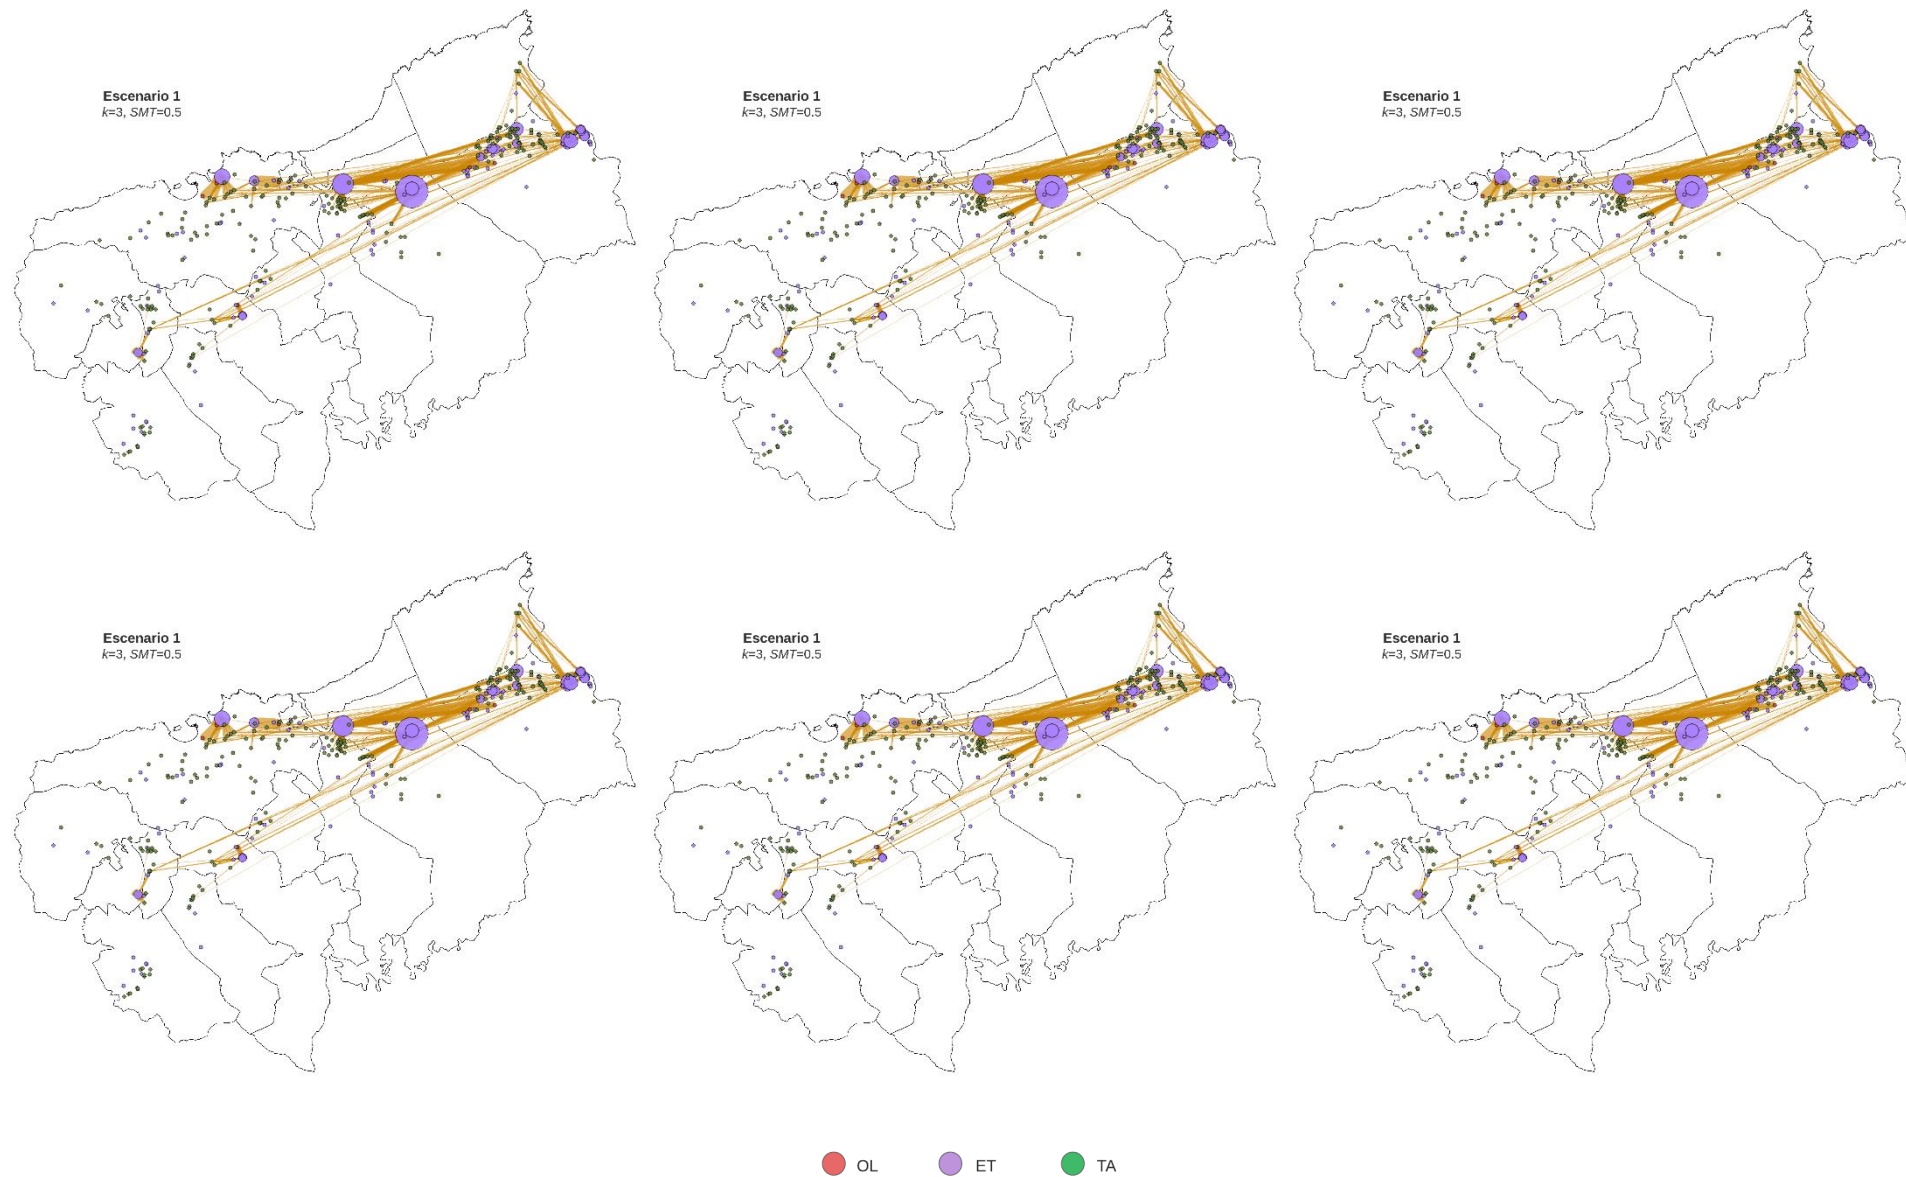 Escenario 1
k=3, SMT=0.5
Escenario 1
k=3, SMT=0.5
Escenario 1
k=3, SMT=0.5
Escenario 1
k=3, SMT=0.5
Escenario 1
k=3, SMT=0.5
Escenario 1
k=3, SMT=0.5
OL
ET
TA